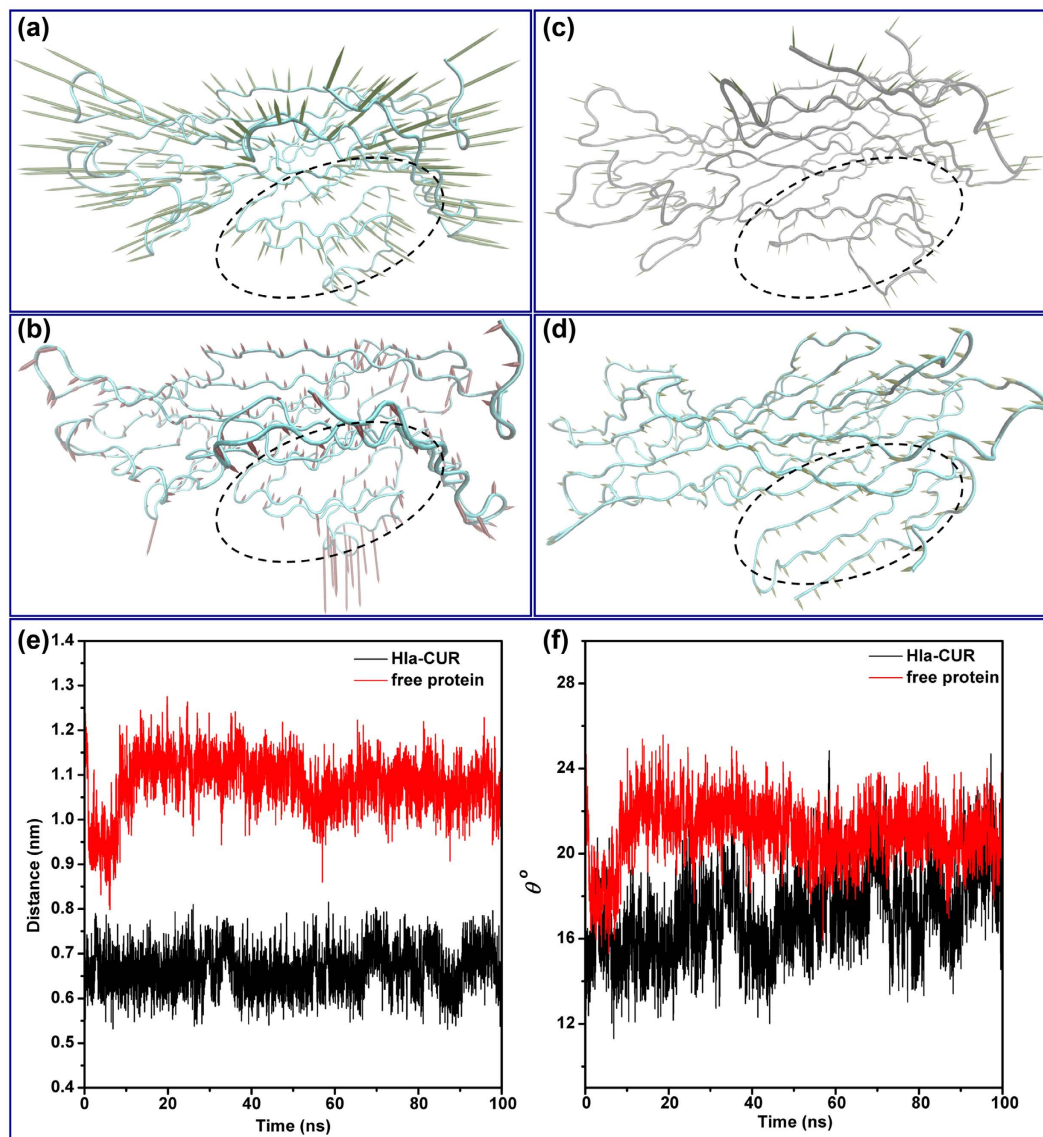 (a)
(c)
(b)
(d)
(e)
1.4
1.3
1.2
1.1
1.0
0.9
0.8
0.7
0.6
0.5
0.4
Distance (nm)
Hla-CUR
free protein
0 20 40 60 80 100
Time (ns)
(f)
28
24
20
16
12
θ°
Hla-CUR
free protein
0 20 40 60 80 100
Time (ns)